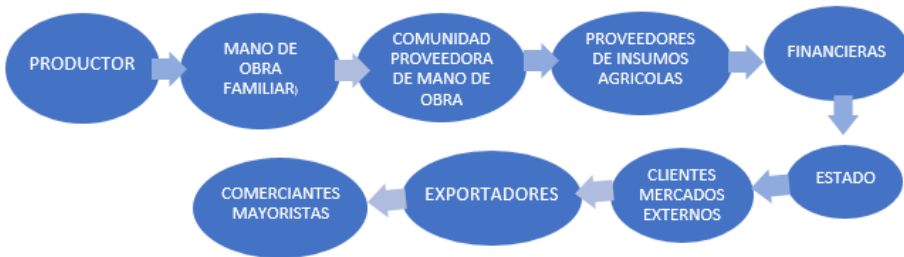 PRODUCTOR
MANO DE
OBRA
FAMILIAR)
COMUNIDAD
PROVEEDORA
DE MANO DE
OBRA
PROVEEDORES
DE INSUMOS
AGRICOLAS
FINANCIERAS
ESTADO
CLIENTES
MERCADOS
EXTERNOS
EXPORTADORES
COMERCIANTES
MAYORISTAS